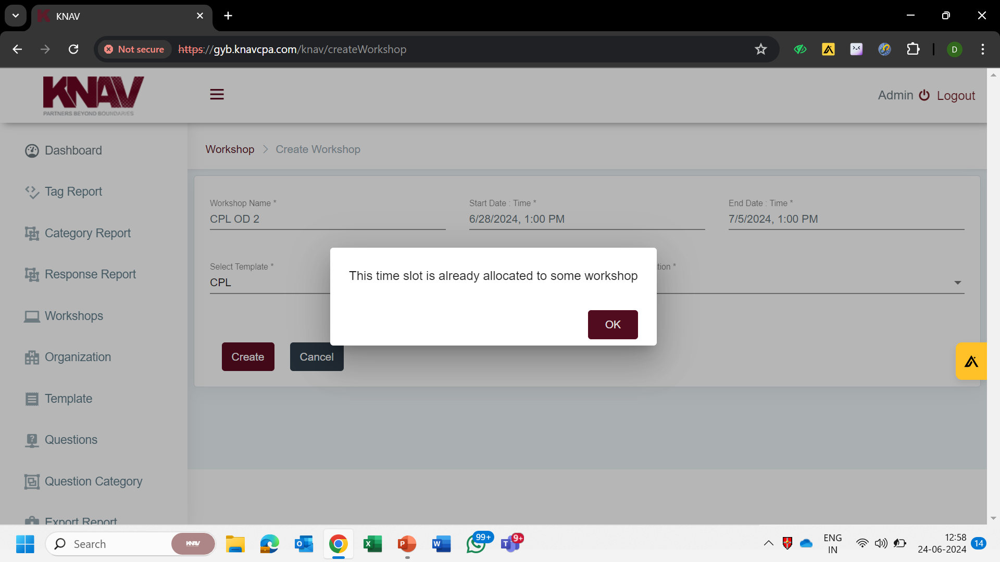 KNAV
Not secure
https://gyb.knavcpa.com/knav/createWorkshop
D
KNAV
PARTNERS BEYOND BOUNDARIES
Admin
Logout
Dashboard
Tag Report
Category Report
Response Report
Workshops
Organization
Template
Questions
Question Category
Export Report
Workshop > Create Workshop
Workshop Name *
CPL OD 2
Start Date : Time *
6/28/2024, 1:00 PM
End Date : Time *
7/5/2024, 1:00 PM
Select Template *
CPL
tion *
This time slot is already allocated to some workshop
OK
Create
Cancel
Search
KNAV
99+
9+
ENG
IN
12:58
24-06-2024
14